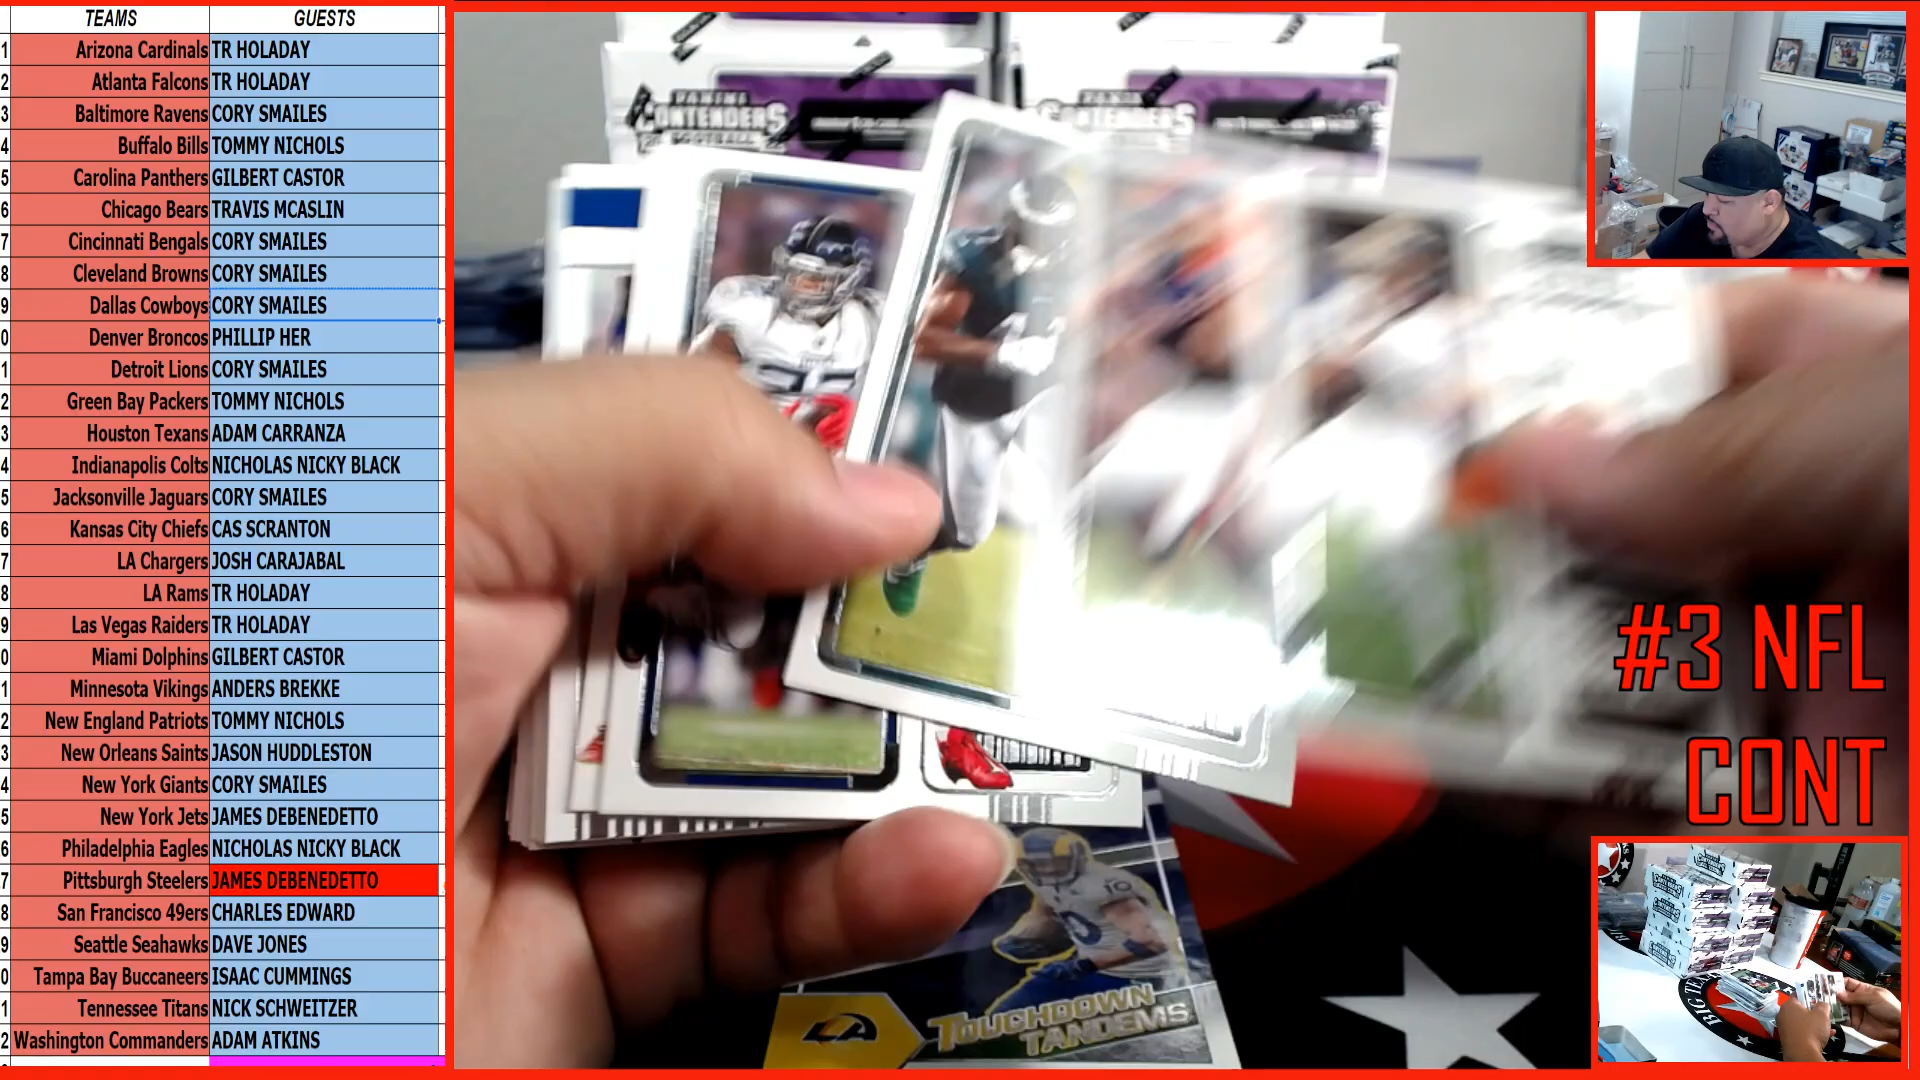 TEAMS GUESTS
1 Arizona Cardinals TR HOLADAY
2 Atlanta Falcons TR HOLADAY
3 Baltimore Ravens CORY SMAILES
4 Buffalo Bills TOMMY NICHOLS
5 Carolina Panthers GILBERT CASTOR
6 Chicago Bears TRAVIS MCASLIN
7 Cincinnati Bengals CORY SMAILES
8 Cleveland Browns CORY SMAILES
9 Dallas Cowboys CORY SMAILES
0 Denver Broncos PHILLIP HER
1 Detroit Lions CORY SMAILES
2 Green Bay Packers TOMMY NICHOLS
3 Houston Texans ADAM CARRANZA
4 Indianapolis Colts NICHOLAS NICKY BLACK
5 Jacksonville Jaguars CORY SMAILES
6 Kansas City Chiefs CAS SCRANTON
7 LA Chargers JOSH CARAJABAL
8 LA Rams TR HOLADAY
9 Las Vegas Raiders TR HOLADAY
0 Miami Dolphins GILBERT CASTOR
1 Minnesota Vikings ANDERS BREKKE
2 New England Patriots TOMMY NICHOLS
3 New Orleans Saints JASON HUDDLESTON
4 New York Giants CORY SMAILES
5 New York Jets JAMES DEBENEDETTO
6 Philadelphia Eagles NICHOLAS NICKY BLACK
7 Pittsburgh Steelers JAMES DEBENEDETTO
8 San Francisco 49ers CHARLES EDWARD
9 Seattle Seahawks DAVE JONES
0 Tampa Bay Buccaneers ISAAC CUMMINGS
1 Tennessee Titans NICK SCHWEITZER
2 Washington Commanders ADAM ATKINS
PANINI
CONTENDERS
FOOTBALL
CONTENDERS
LA
TOUCHDOWN
TANDEMS
#3 NFL
CONT
BIG TE